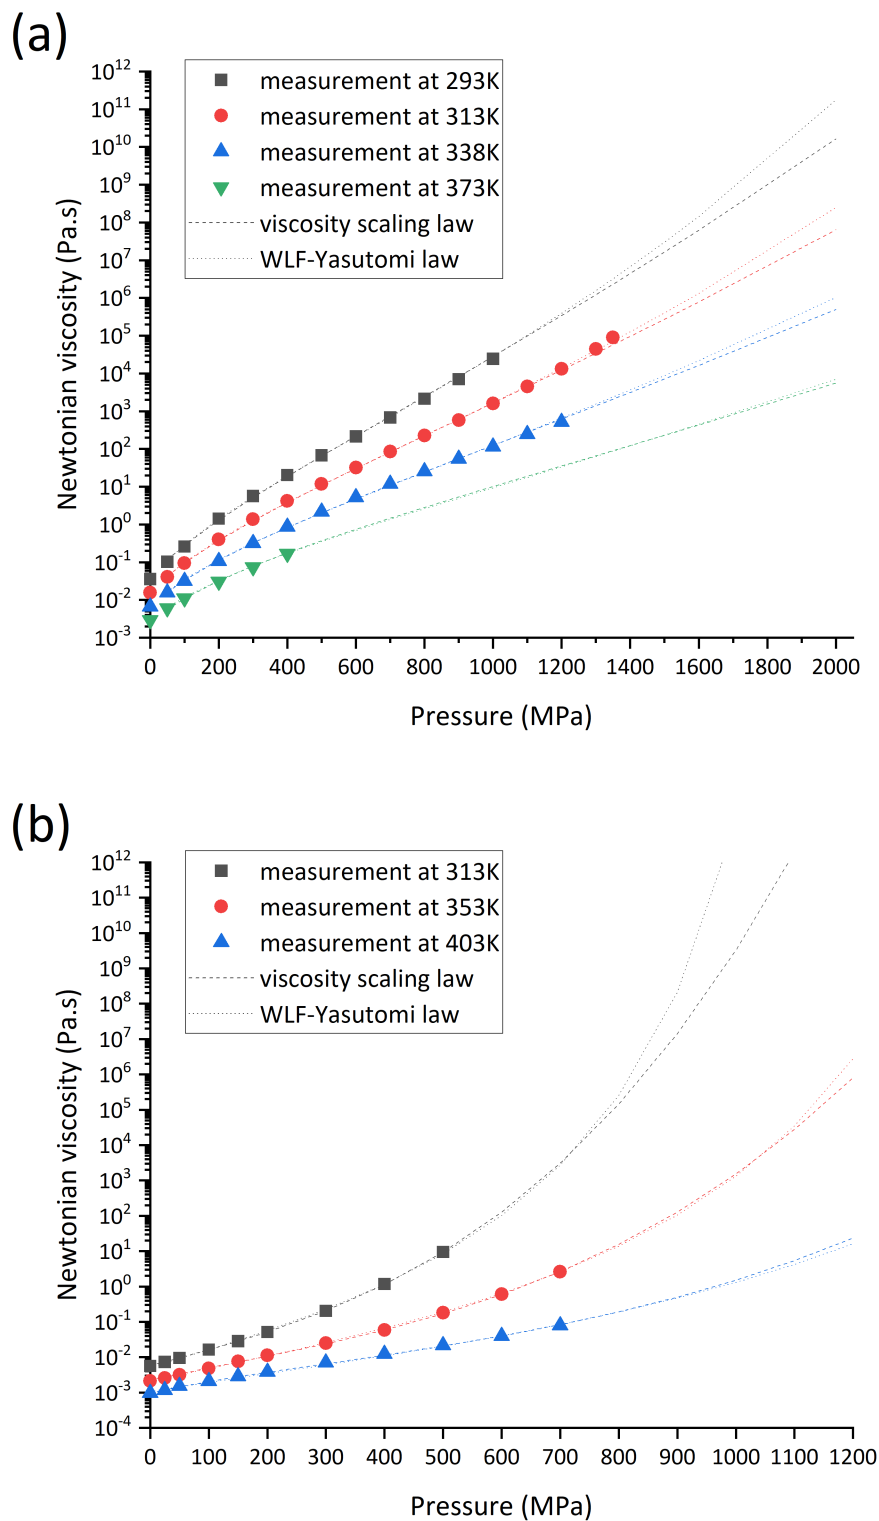 (a)
10¹²
10¹¹
10¹⁰
10⁹
10⁸
10⁷
10⁶
10⁵
10⁴
10³
10²
10¹
10⁰
10⁻¹
10⁻²
10⁻³
Newtonian viscosity (Pa.s)
measurement at 293K
measurement at 313K
measurement at 338K
measurement at 373K
viscosity scaling law
WLF-Yasutomi law
0 200 400 600 800 1000 1200 1400 1600 1800 2000
Pressure (MPa)
(b)
10¹²
10¹¹
10¹⁰
10⁹
10⁸
10⁷
10⁶
10⁵
10⁴
10³
10²
10¹
10⁰
10⁻¹
10⁻²
10⁻³
10⁻⁴
Newtonian viscosity (Pa.s)
measurement at 313K
measurement at 353K
measurement at 403K
viscosity scaling law
WLF-Yasutomi law
0 100 200 300 400 500 600 700 800 900 1000 1100 1200
Pressure (MPa)